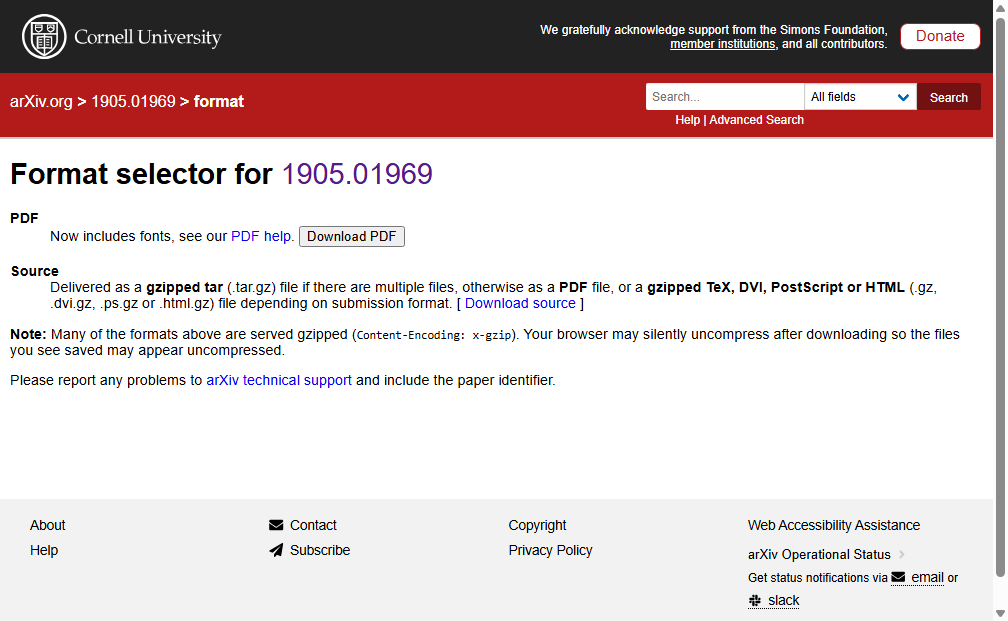 Cornell University
We gratefully acknowledge support from the Simons Foundation,
member institutions, and all contributors.
Donate
arXiv.org > 1905.01969 > format
Search...
All fields
Search
Help | Advanced Search
Format selector for 1905.01969
PDF
Now includes fonts, see our PDF help. Download PDF
Source
Delivered as a gzipped tar (.tar.gz) file if there are multiple files, otherwise as a PDF file, or a gzipped TeX, DVI, PostScript or HTML (.gz,
.dvi.gz, .ps.gz or .html.gz) file depending on submission format. [ Download source ]
Note: Many of the formats above are served gzipped (Content-Encoding: x-gzip). Your browser may silently uncompress after downloading so the files
you see saved may appear uncompressed.
Please report any problems to arXiv technical support and include the paper identifier.
About
Help
Contact
Subscribe
Copyright
Privacy Policy
Web Accessibility Assistance
arXiv Operational Status
Get status notifications via email or
slack